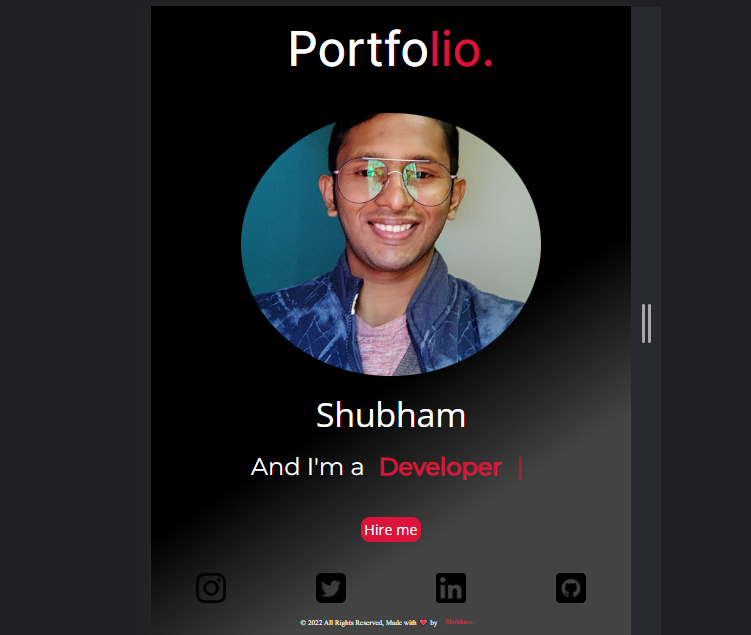 Portfolio.
Shubham
And I'm a Developer |
Hire me
© 2022 All Rights Reserved, Made with ❤️ by Shubham.